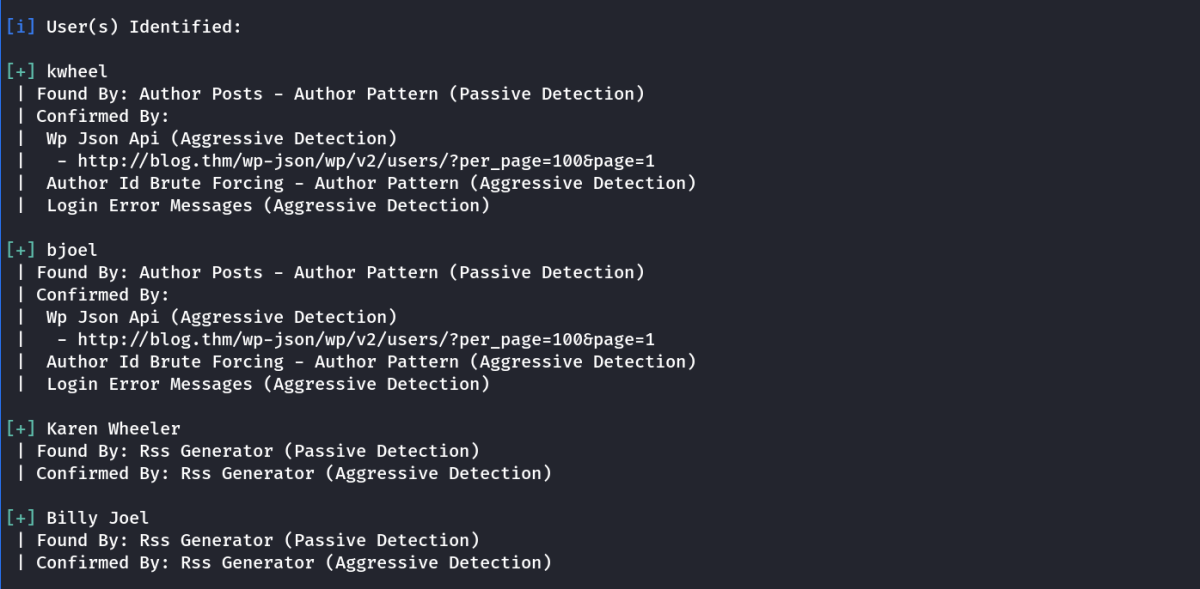 [i] User(s) Identified:
[+] kwheel
| Found By: Author Posts - Author Pattern (Passive Detection)
| Confirmed By:
|  Wp Json Api (Aggressive Detection)
|   - http://blog.thm/wp-json/wp/v2/users/?per_page=100&page=1
|  Author Id Brute Forcing - Author Pattern (Aggressive Detection)
|  Login Error Messages (Aggressive Detection)
[+] bjoel
| Found By: Author Posts - Author Pattern (Passive Detection)
| Confirmed By:
|  Wp Json Api (Aggressive Detection)
|   - http://blog.thm/wp-json/wp/v2/users/?per_page=100&page=1
|  Author Id Brute Forcing - Author Pattern (Aggressive Detection)
|  Login Error Messages (Aggressive Detection)
[+] Karen Wheeler
| Found By: Rss Generator (Passive Detection)
| Confirmed By: Rss Generator (Aggressive Detection)
[+] Billy Joel
| Found By: Rss Generator (Passive Detection)
| Confirmed By: Rss Generator (Aggressive Detection)